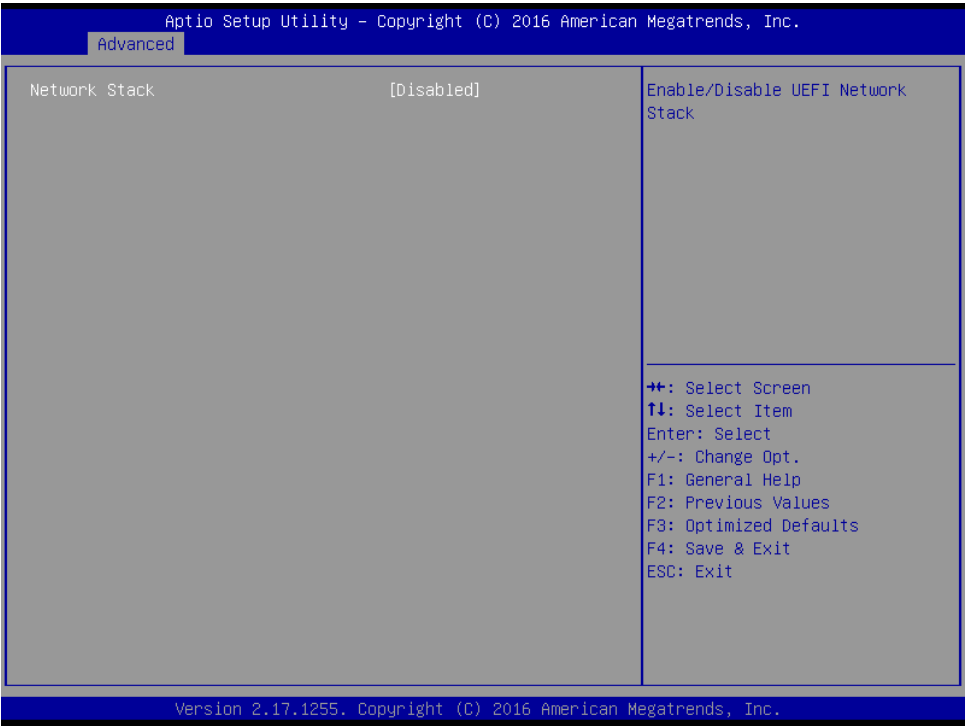 Aptio Setup Utility – Copyright (C) 2016 American Megatrends, Inc.
Advanced
Network Stack [Disabled]
Enable/Disable UEFI Network
Stack
→←: Select Screen
↑↓: Select Item
Enter: Select
+/-: Change Opt.
F1: General Help
F2: Previous Values
F3: Optimized Defaults
F4: Save & Exit
ESC: Exit
Version 2.17.1255. Copyright (C) 2016 American Megatrends, Inc.